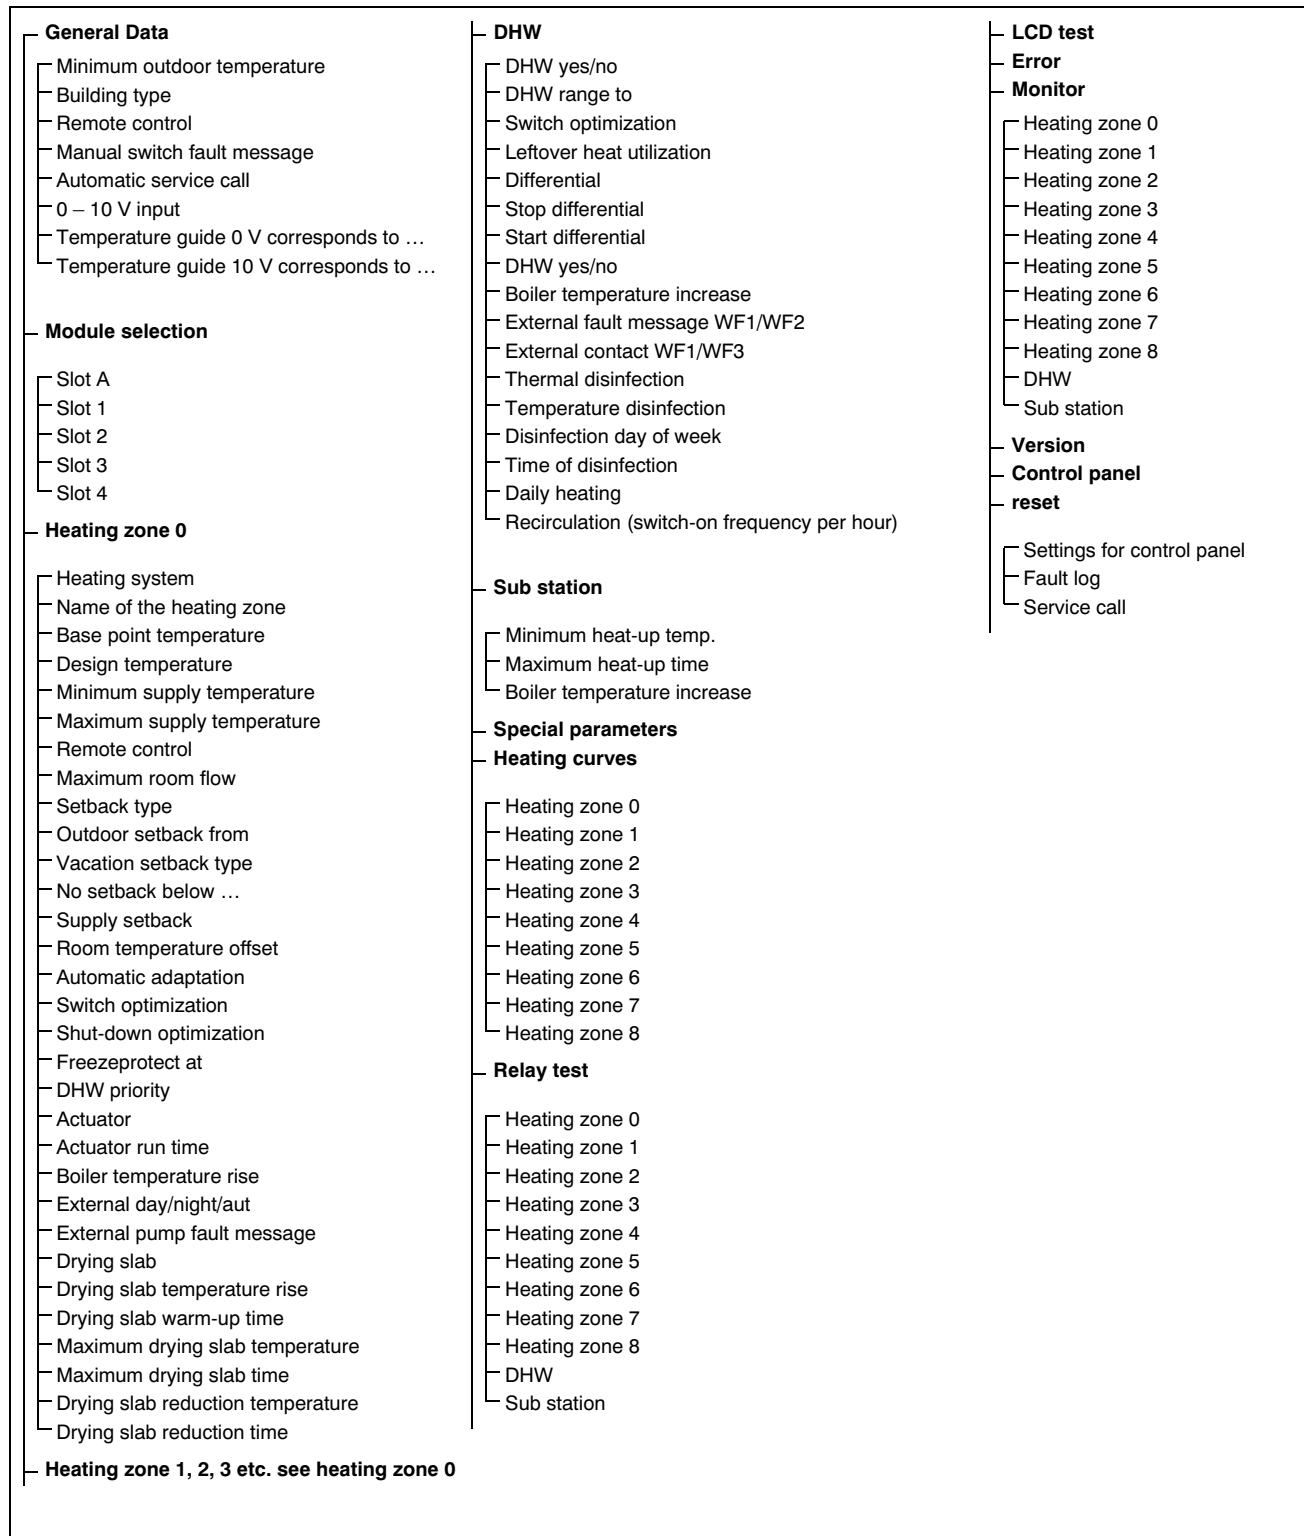 General Data
Minimum outdoor temperature
Building type
Remote control
Manual switch fault message
Automatic service call
0 – 10 V input
Temperature guide 0 V corresponds to …
Temperature guide 10 V corresponds to …
Module selection
Slot A
Slot 1
Slot 2
Slot 3
Slot 4
Heating zone 0
Heating system
Name of the heating zone
Base point temperature
Design temperature
Minimum supply temperature
Maximum supply temperature
Remote control
Maximum room flow
Setback type
Outdoor setback from
Vacation setback type
No setback below …
Supply setback
Room temperature offset
Automatic adaptation
Switch optimization
Shut-down optimization
Freezeprotect at
DHW priority
Actuator
Actuator run time
Boiler temperature rise
External day/night/aut
External pump fault message
Drying slab
Drying slab temperature rise
Drying slab warm-up time
Maximum drying slab temperature
Maximum drying slab time
Drying slab reduction temperature
Drying slab reduction time
Heating zone 1, 2, 3 etc. see heating zone 0
DHW
DHW yes/no
DHW range to
Switch optimization
Leftover heat utilization
Differential
Stop differential
Start differential
DHW yes/no
Boiler temperature increase
External fault message WF1/WF2
External contact WF1/WF3
Thermal disinfection
Temperature disinfection
Disinfection day of week
Time of disinfection
Daily heating
Recirculation (switch-on frequency per hour)
Sub station
Minimum heat-up temp.
Maximum heat-up time
Boiler temperature increase
Special parameters
Heating curves
Heating zone 0
Heating zone 1
Heating zone 2
Heating zone 3
Heating zone 4
Heating zone 5
Heating zone 6
Heating zone 7
Heating zone 8
Relay test
Heating zone 0
Heating zone 1
Heating zone 2
Heating zone 3
Heating zone 4
Heating zone 5
Heating zone 6
Heating zone 7
Heating zone 8
DHW
Sub station
LCD test
Error
Monitor
Heating zone 0
Heating zone 1
Heating zone 2
Heating zone 3
Heating zone 4
Heating zone 5
Heating zone 6
Heating zone 7
Heating zone 8
DHW
Sub station
Version
Control panel
reset
Settings for control panel
Fault log
Service call